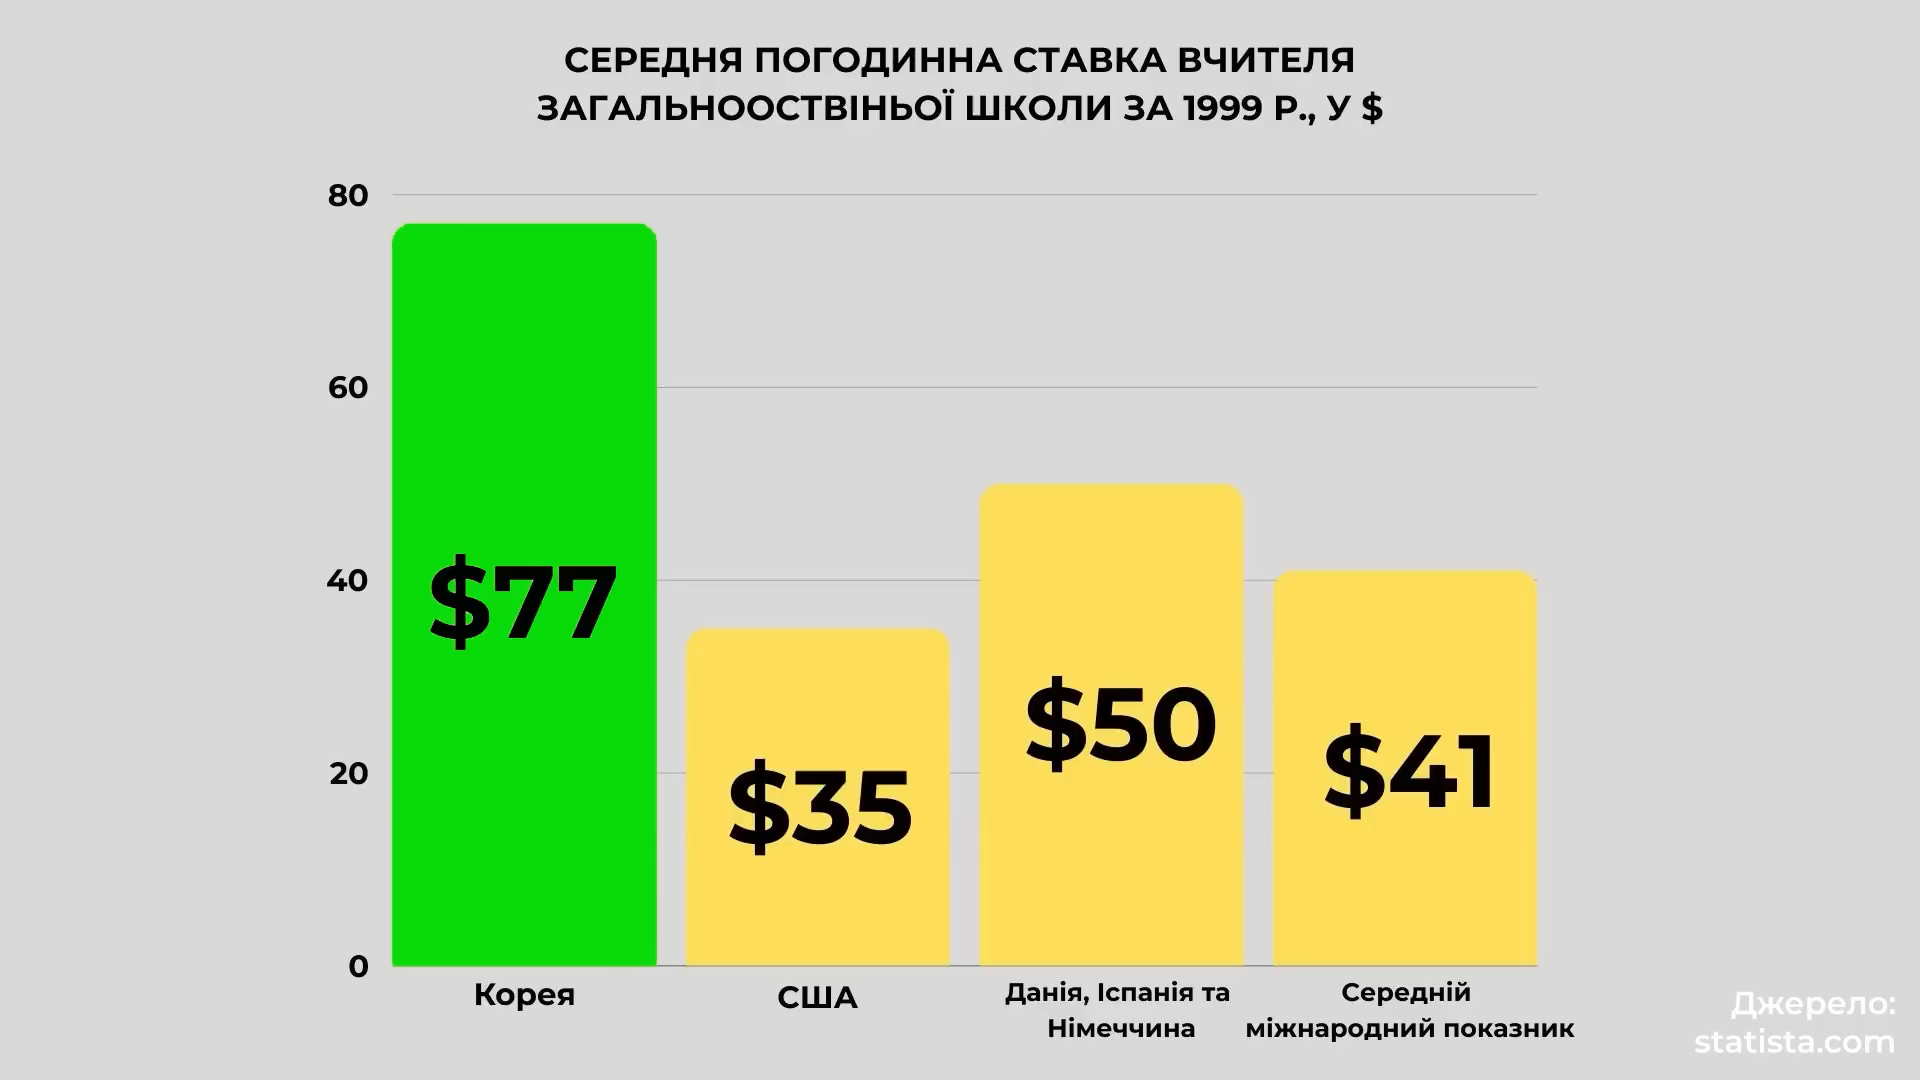 СЕРЕДНЯ ПОГОДИННА СТАВКА ВЧИТЕЛЯ
ЗАГАЛЬНООСТВІНЬОЇ ШКОЛИ ЗА 1999 Р., У $
80
60
40
20
0
$77
$35
$50
$41
Корея
США
Данія, Іспанія та
Німеччина
Середній
міжнародний показник
Джерело:
statista.com